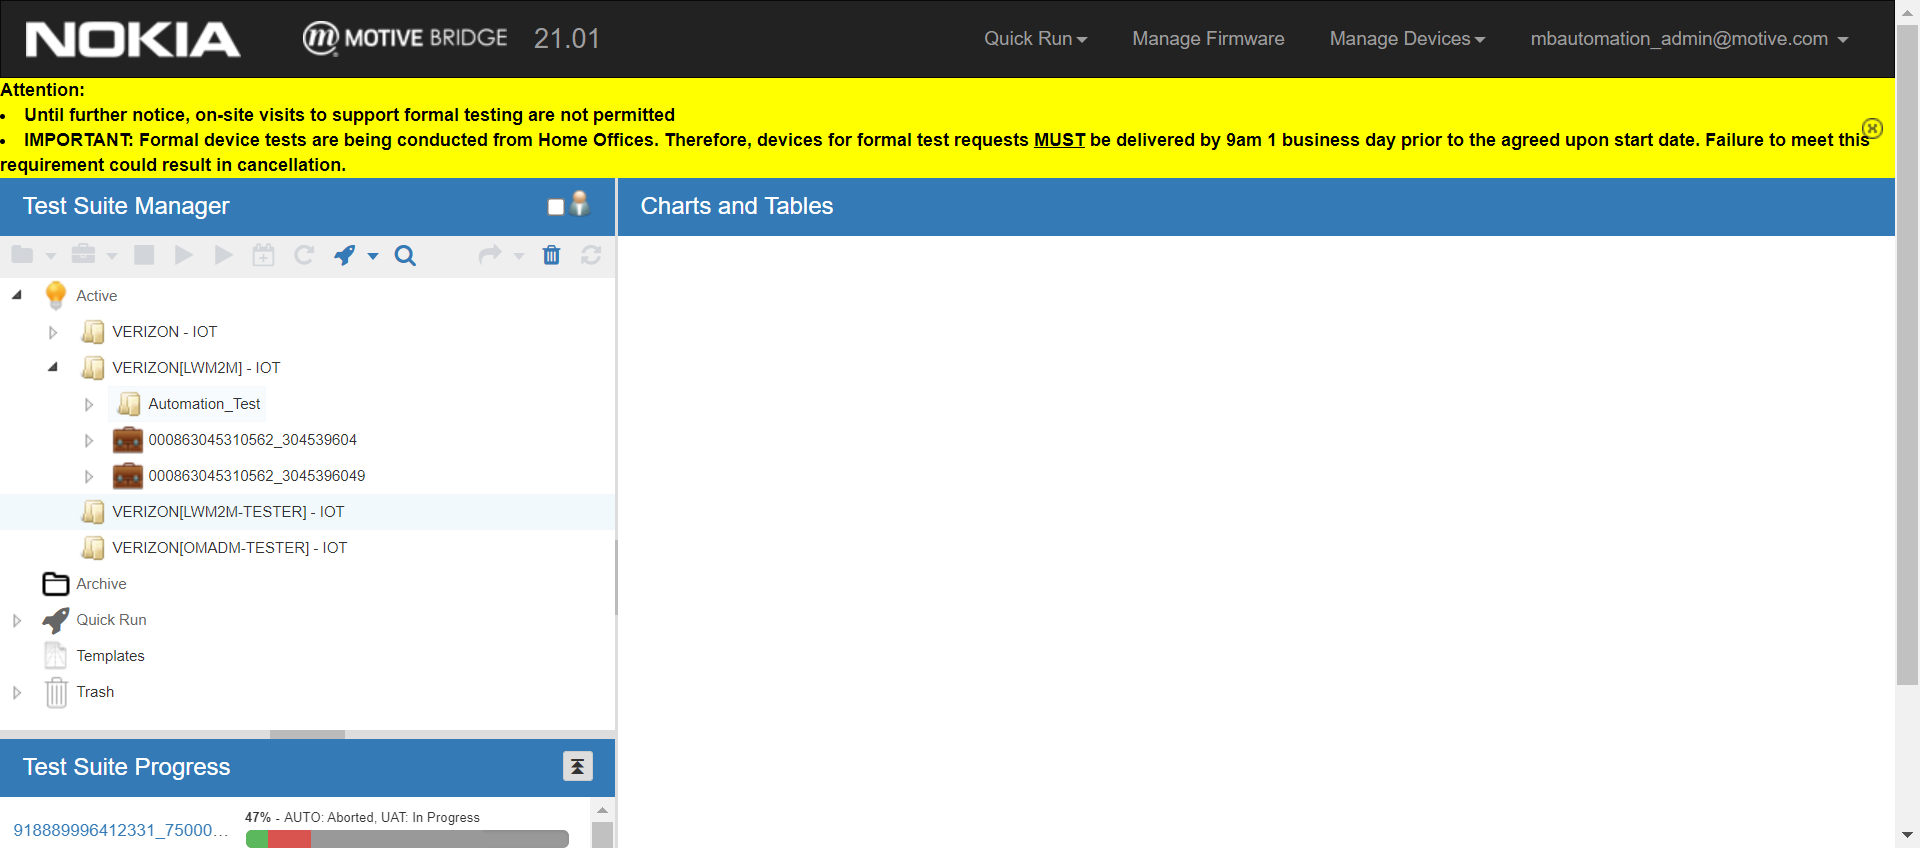 NOKIA
m MOTIVE BRIDGE 21.01
Quick Run
Manage Firmware
Manage Devices
mbautomation_admin@motive.com
Attention:
• Until further notice, on-site visits to support formal testing are not permitted
• IMPORTANT: Formal device tests are being conducted from Home Offices. Therefore, devices for formal test requests MUST be delivered by 9am 1 business day prior to the agreed upon start date. Failure to meet this
requirement could result in cancellation.
Test Suite Manager
Charts and Tables
Active
VERIZON - IOT
VERIZON[LWM2M] - IOT
Automation_Test
000863045310562_304539604
000863045310562_3045396049
VERIZON[LWM2M-TESTER] - IOT
VERIZON[OMADM-TESTER] - IOT
Archive
Quick Run
Templates
Trash
Test Suite Progress
918889996412331_75000...
47% - AUTO: Aborted, UAT: In Progress